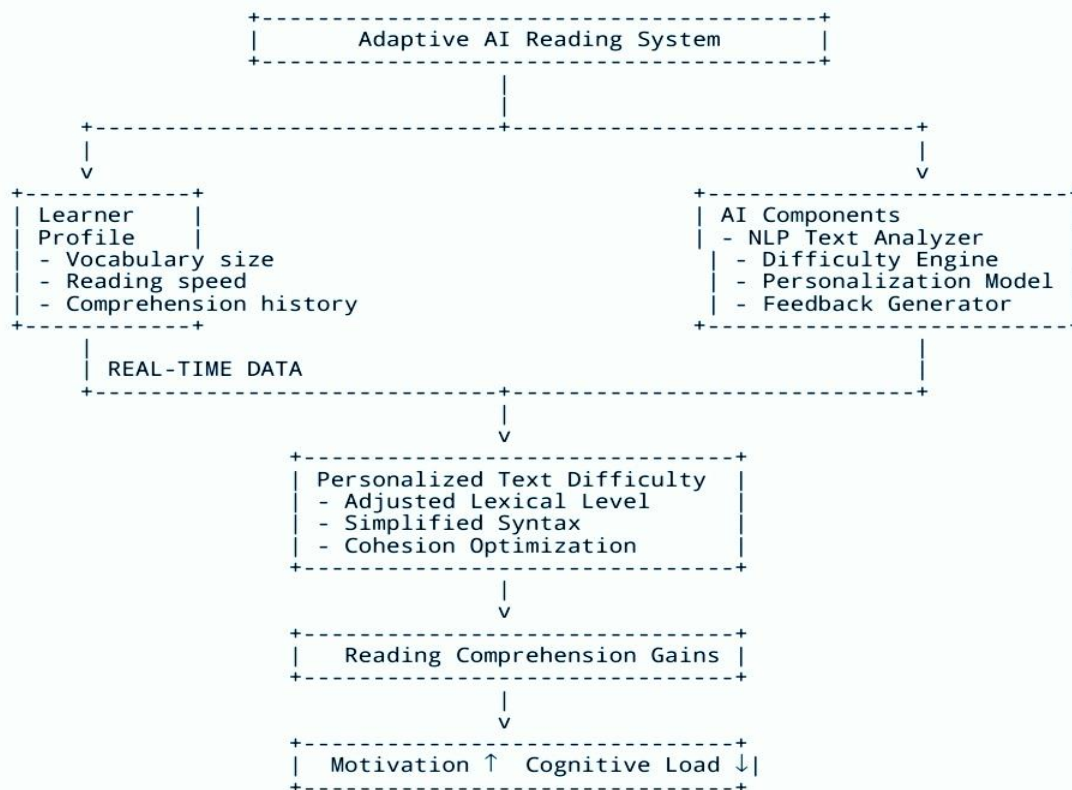 Adaptive AI Reading System
Learner
Profile
- Vocabulary size
- Reading speed
- Comprehension history
AI Components
- NLP Text Analyzer
- Difficulty Engine
- Personalization Model
- Feedback Generator
REAL-TIME DATA
Personalized Text Difficulty
- Adjusted Lexical Level
- Simplified Syntax
- Cohesion Optimization
Reading Comprehension Gains
Motivation ↑ Cognitive Load ↓